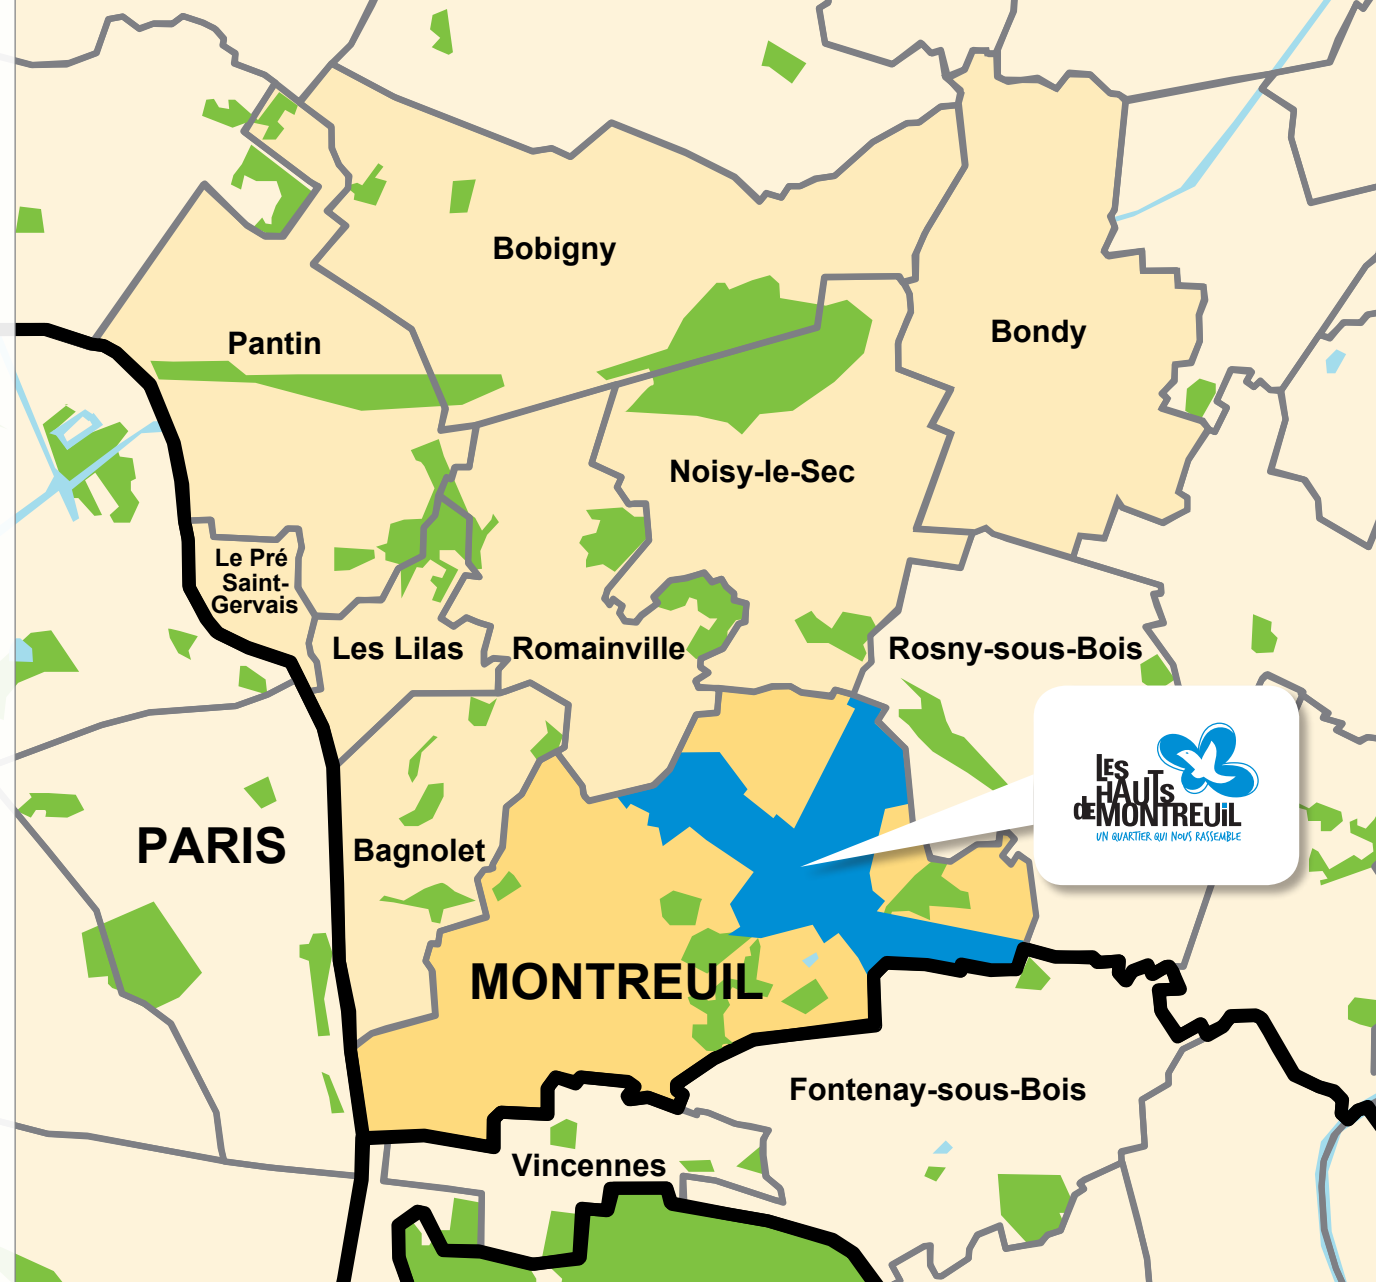 Bobigny
Pantin
Bondy
Noisy-le-Sec
Le Pré
Saint-
Gervais
Les Lilas
Romainville
Rosny-sous-Bois
LES
HAUTS
DE MONTREUIL
UN QUARTIER QUI NOUS RASSEMBLE
PARIS
Bagnolet
MONTREUIL
Fontenay-sous-Bois
Vincennes